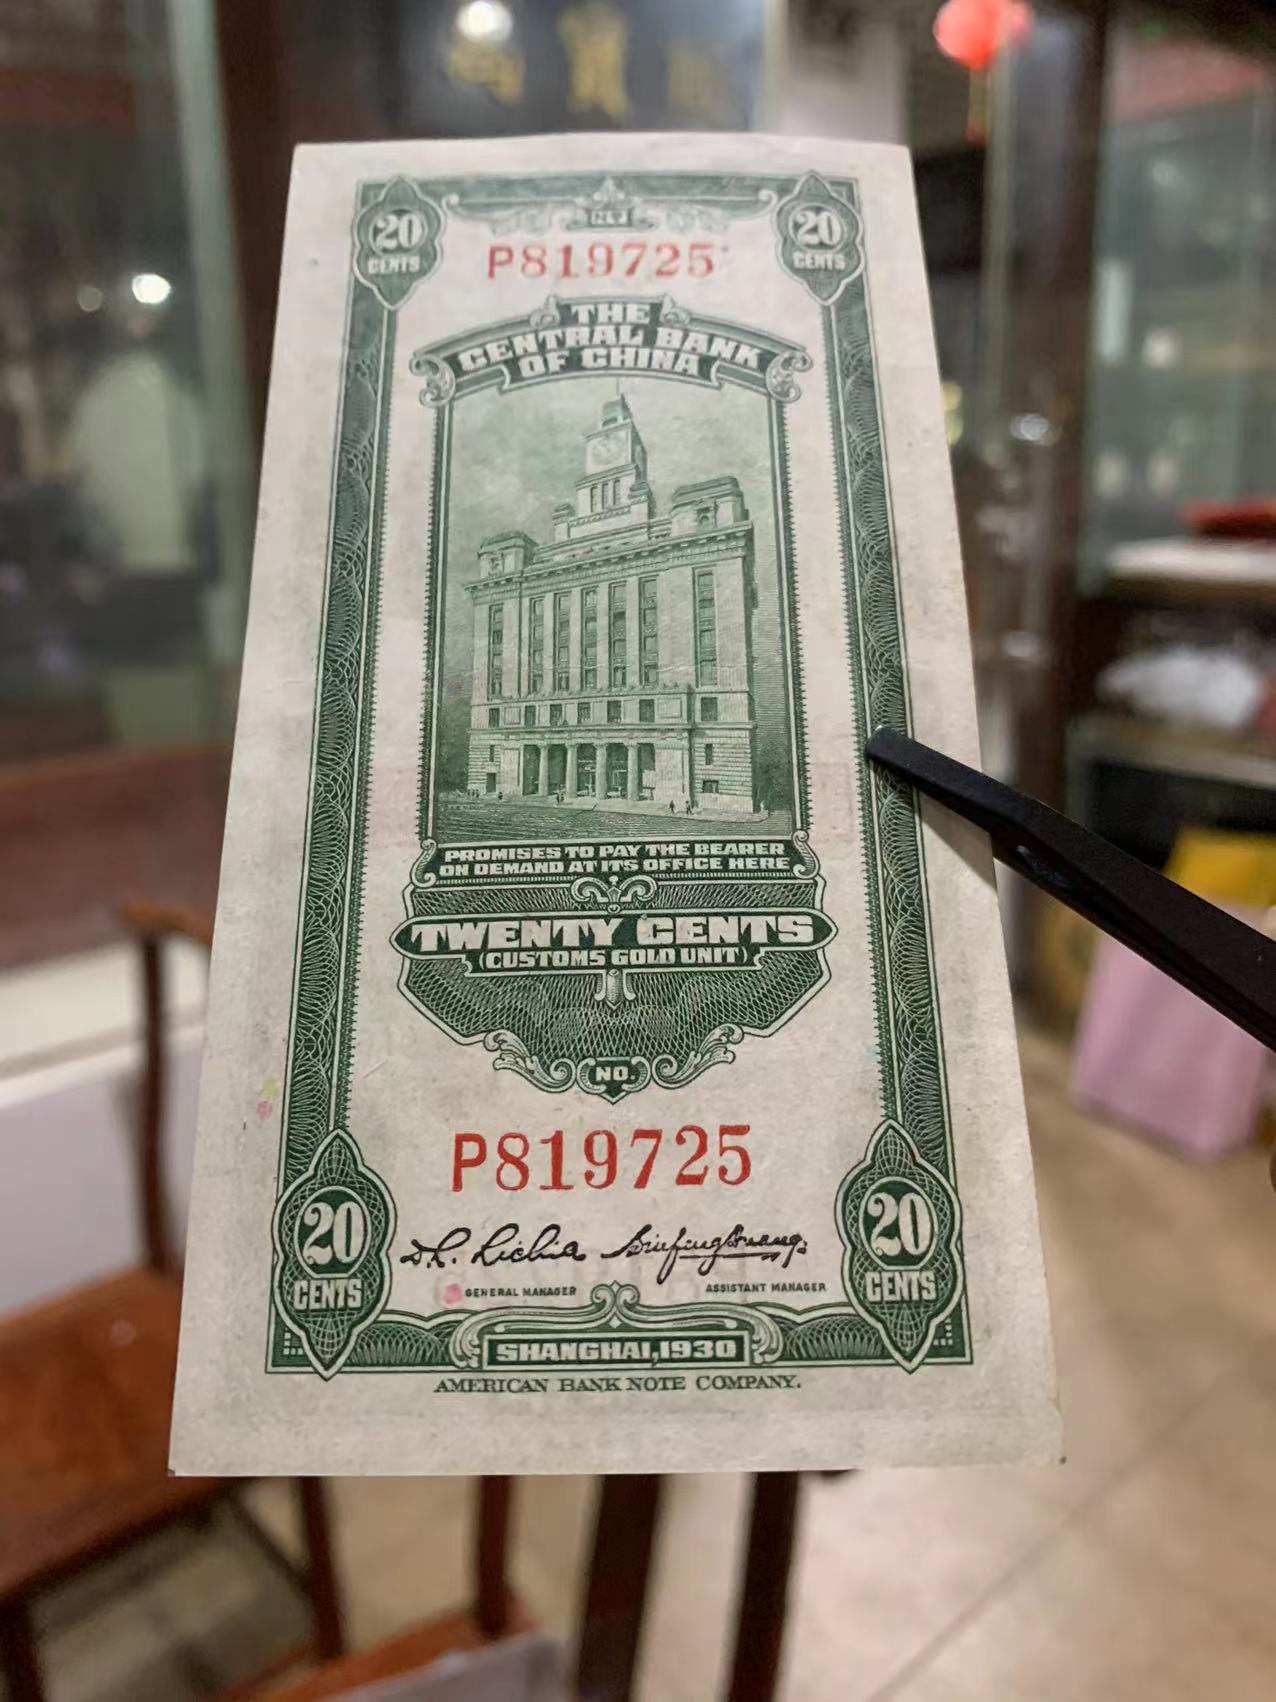 寶
20 CENTS
20 CENTS
NO.
P819725
THE
CENTRAL BANK
OF CHINA
PROMISES TO PAY THE BEARER
ON DEMAND AT ITS OFFICE HERE
TWENTY CENTS
(CUSTOMS GOLD UNIT)
NO.
P819725
20 CENTS
20 CENTS
GENERAL MANAGER
ASSISTANT MANAGER
SHANGHAI, 1930
AMERICAN BANK NOTE COMPANY.